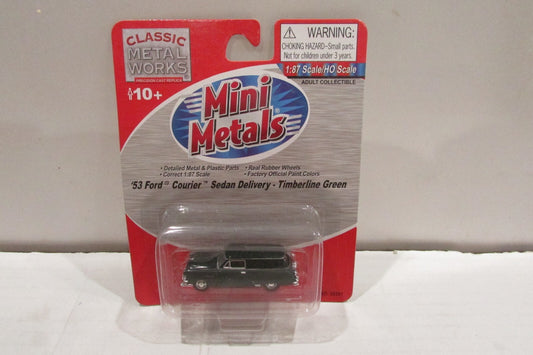 CLASSIC
METAL
WORKS
PRECISION CAST REPLICA
AGE 10+
WARNING:
CHOKING HAZARD–Small parts.
Not for children under 3 years.
1:87 Scale/HO Scale
ADULT COLLECTIBLE
Mini
Metals
• Detailed Metal & Plastic Parts • Real Rubber Wheels
• Correct 1:87 Scale • Factory Official Paint Colors
'53 Ford Courier™ Sedan Delivery - Timberline Green